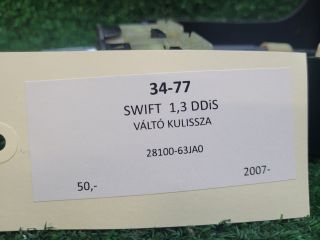 34-77
SWIFT 1,3 DDiS
VÁLTÓ KULISSZA
28100-63JA0
50,- 2007-